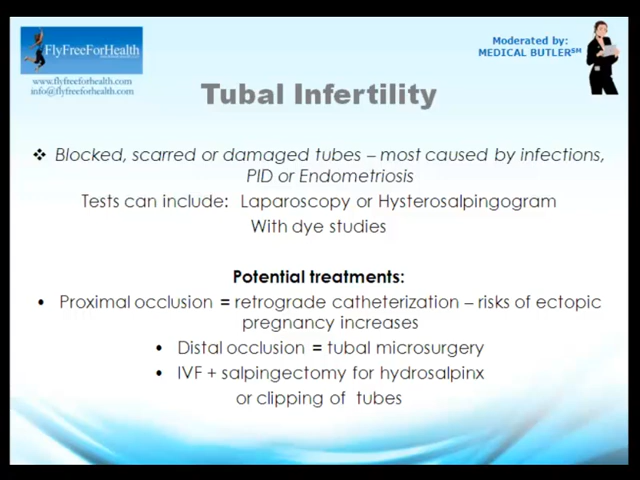 FlyFreeForHealth
www.flyfreeforhealth.com
info@flyfreeforhealth.com
Moderated by:
MEDICAL BUTLER℠
Tubal Infertility
❖ Blocked, scarred or damaged tubes – most caused by infections,
PID or Endometriosis
Tests can include: Laparoscopy or Hysterosalpingogram
With dye studies
Potential treatments:
• Proximal occlusion = retrograde catheterization – risks of ectopic
pregnancy increases
• Distal occlusion = tubal microsurgery
• IVF + salpingectomy for hydrosalpinx
or clipping of tubes